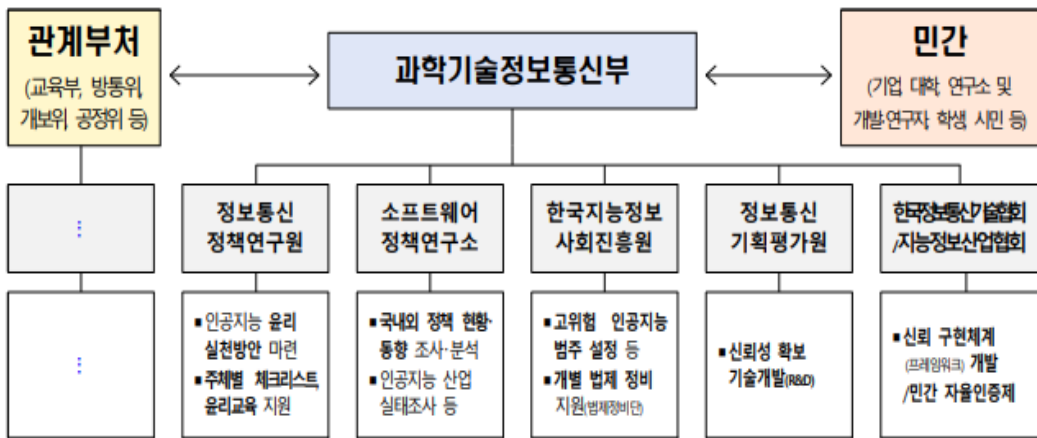 관계부처
(교육부, 방통위,
개보위, 공정위 등)
과학기술정보통신부
민간
(기업, 대학, 연구소 및
개발·연구자, 학생, 시민 등)
⋮
정보통신
정책연구원
소프트웨어
정책연구소
한국지능정보
사회진흥원
정보통신
기획평가원
한국정보통신기술협회
/지능정보산업협회
⋮
▪인공지능 윤리
실천방안 마련
▪주체별 체크리스트,
윤리교육 지원
▪국내외 정책 현황·
동향 조사·분석
▪인공지능 산업
실태조사 등
▪고위험 인공지능
범주 설정 등
▪개별 법제 정비
지원(법제정비단)
▪신뢰성 확보
기술개발(R&D)
▪신뢰 구현체계
(프레임워크) 개발
/민간 자율인증제